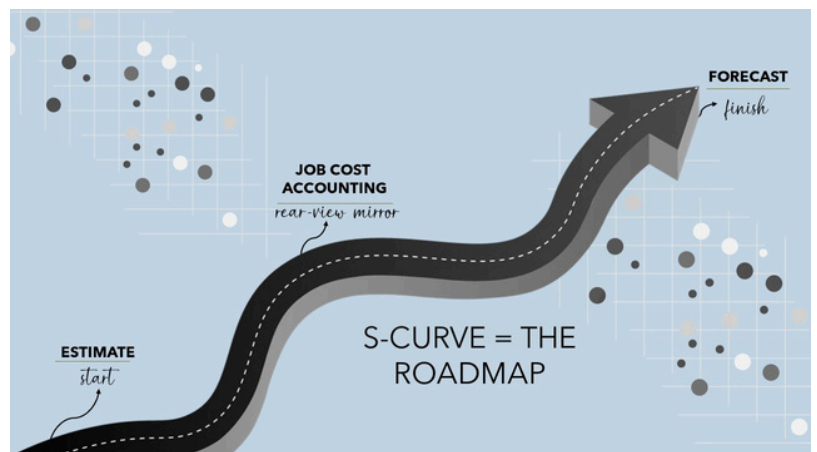 FORECAST
finish
JOB COST
ACCOUNTING
rear-view mirror
S-CURVE = THE
ROADMAP
ESTIMATE
start